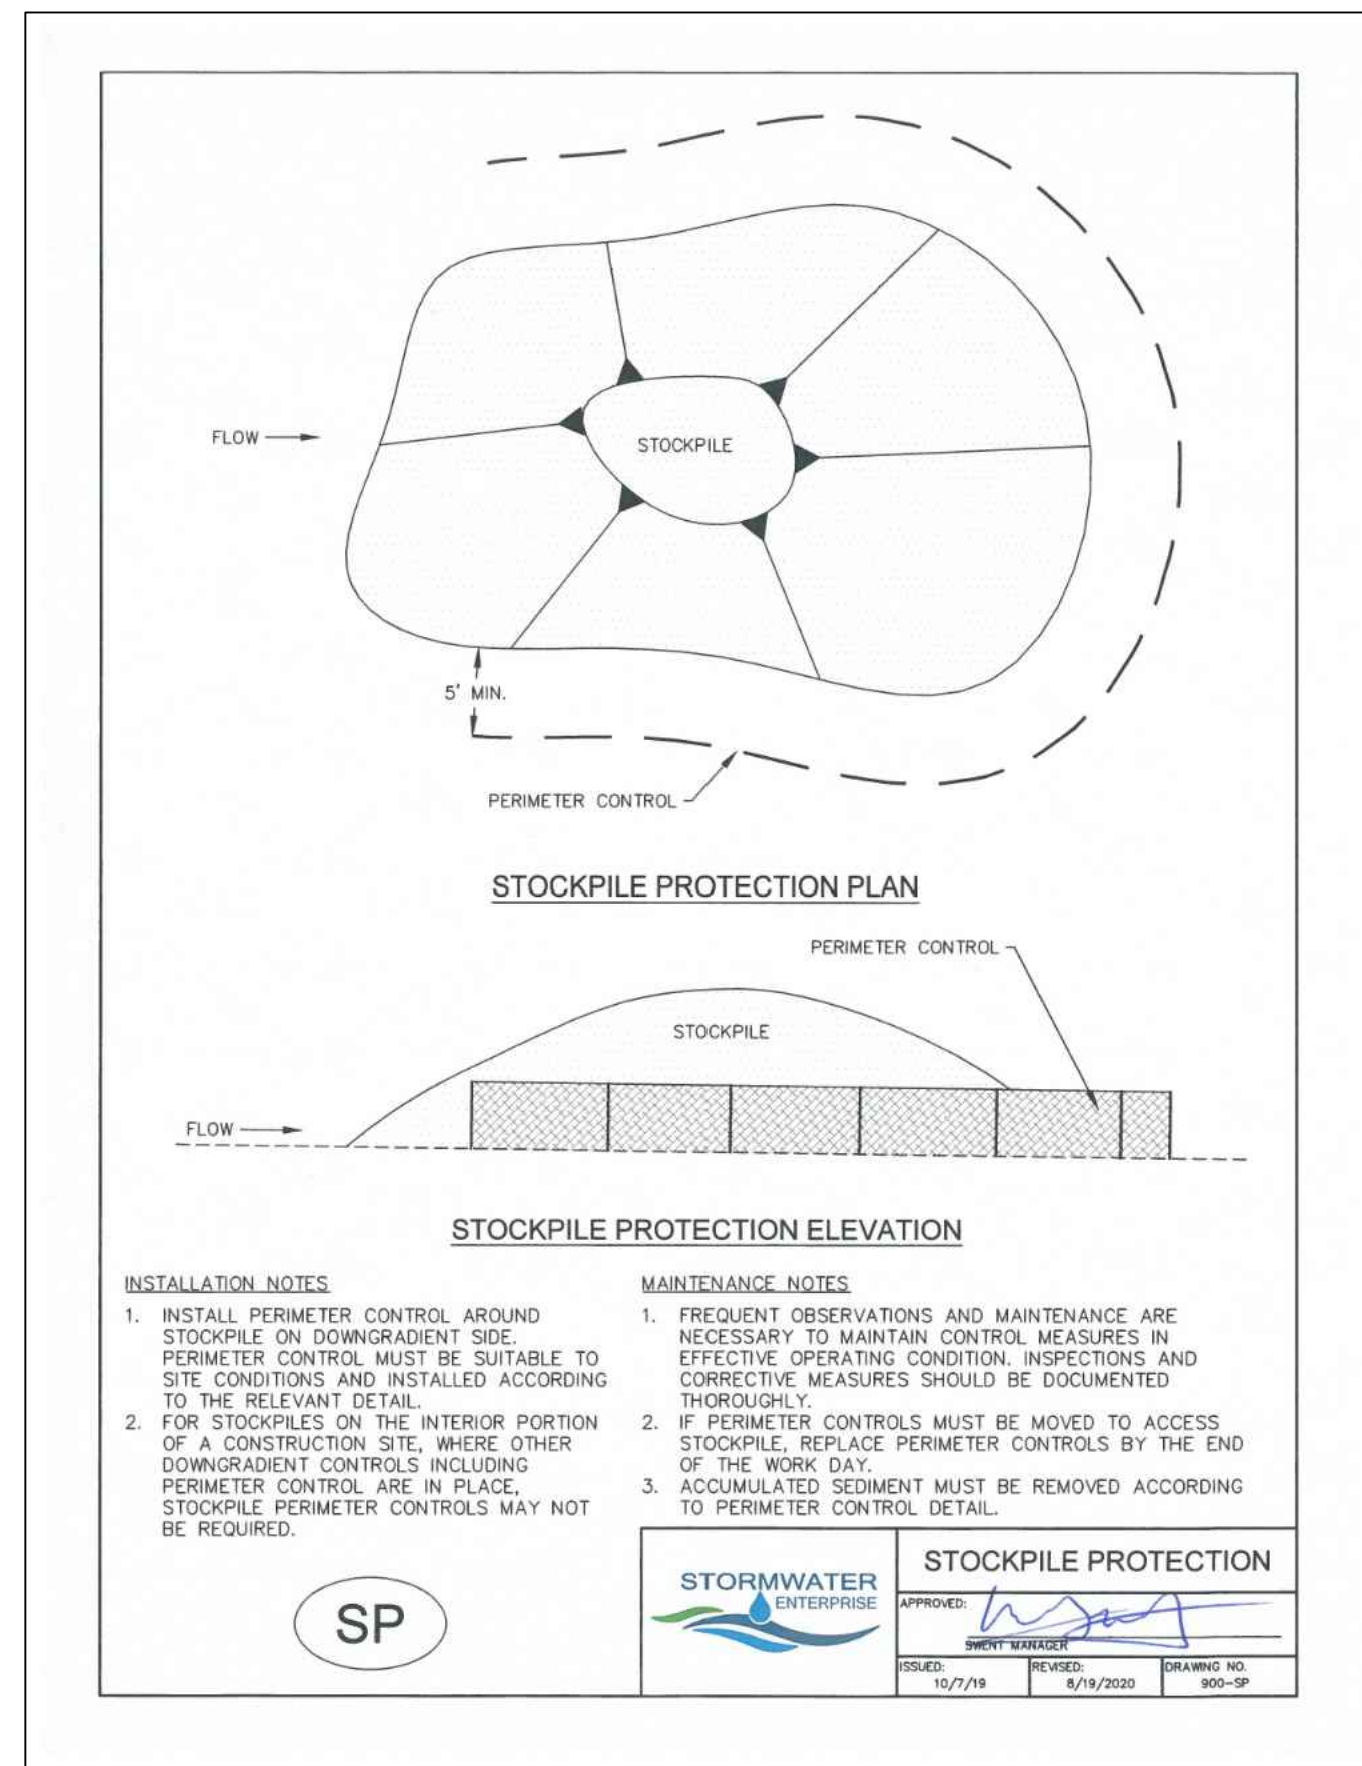 FLOW
STOCKPILE
5' MIN.
PERIMETER CONTROL
STOCKPILE PROTECTION PLAN
PERIMETER CONTROL
STOCKPILE
FLOW
STOCKPILE PROTECTION ELEVATION
INSTALLATION NOTES
1. INSTALL PERIMETER CONTROL AROUND
STOCKPILE ON DOWNGRADIENT SIDE.
PERIMETER CONTROL MUST BE SUITABLE TO
SITE CONDITIONS AND INSTALLED ACCORDING
TO THE RELEVANT DETAIL.
2. FOR STOCKPILES ON THE INTERIOR PORTION
OF A CONSTRUCTION SITE, WHERE OTHER
DOWNGRADIENT CONTROLS INCLUDING
PERIMETER CONTROL ARE IN PLACE,
STOCKPILE PERIMETER CONTROLS MAY NOT
BE REQUIRED.
MAINTENANCE NOTES
1. FREQUENT OBSERVATIONS AND MAINTENANCE ARE
NECESSARY TO MAINTAIN CONTROL MEASURES IN
EFFECTIVE OPERATING CONDITION. INSPECTIONS AND
CORRECTIVE MEASURES SHOULD BE DOCUMENTED
THOROUGHLY.
2. IF PERIMETER CONTROLS MUST BE MOVED TO ACCESS
STOCKPILE, REPLACE PERIMETER CONTROLS BY THE END
OF THE WORK DAY.
3. ACCUMULATED SEDIMENT MUST BE REMOVED ACCORDING
TO PERIMETER CONTROL DETAIL.
SP
STORMWATER
ENTERPRISE
STOCKPILE PROTECTION
APPROVED:
SWENT MANAGER
ISSUED:
10/7/19
REVISED:
8/19/2020
DRAWING NO.
900-SP